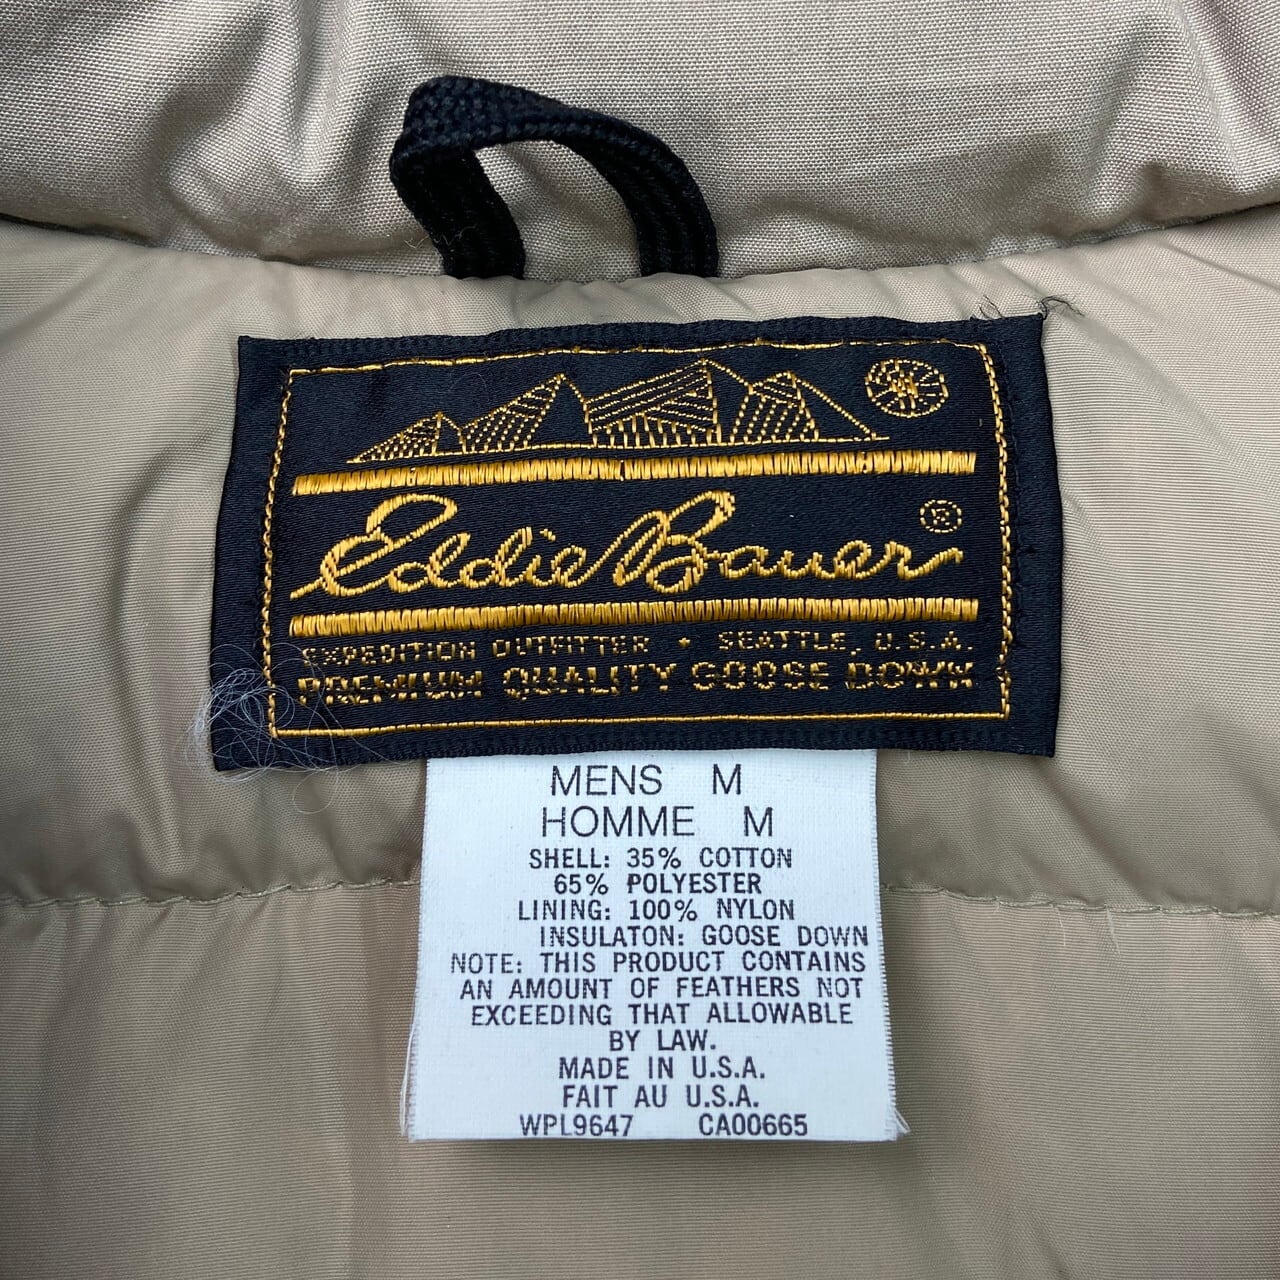 Eddie Bauer ®
EXPEDITION OUTFITTER • SEATTLE, U.S.A.
PREMIUM QUALITY GOOSE DOWN
MENS M
HOMME M
SHELL: 35% COTTON
65% POLYESTER
LINING: 100% NYLON
INSULATON: GOOSE DOWN
NOTE: THIS PRODUCT CONTAINS
AN AMOUNT OF FEATHERS NOT
EXCEEDING THAT ALLOWABLE
BY LAW.
MADE IN U.S.A.
FAIT AU U.S.A.
WPL9647 CA00665